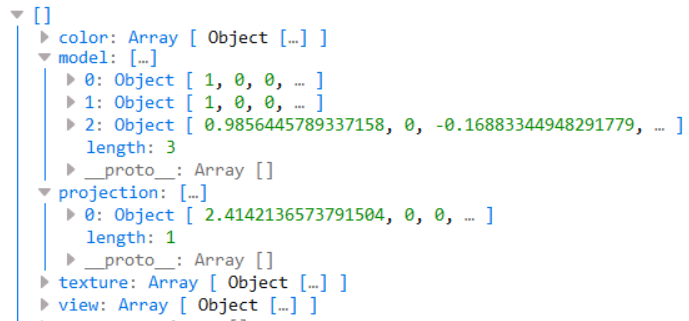 []
color: Array [ Object […] ]
model: […]
0: Object [ 1, 0, 0, … ]
1: Object [ 1, 0, 0, … ]
2: Object [ 0.9856445789337158, 0, -0.16883344948291779, … ]
length: 3
__proto__: Array []
projection: […]
0: Object [ 2.4142136573791504, 0, 0, … ]
length: 1
__proto__: Array []
texture: Array [ Object […] ]
view: Array [ Object […] ]